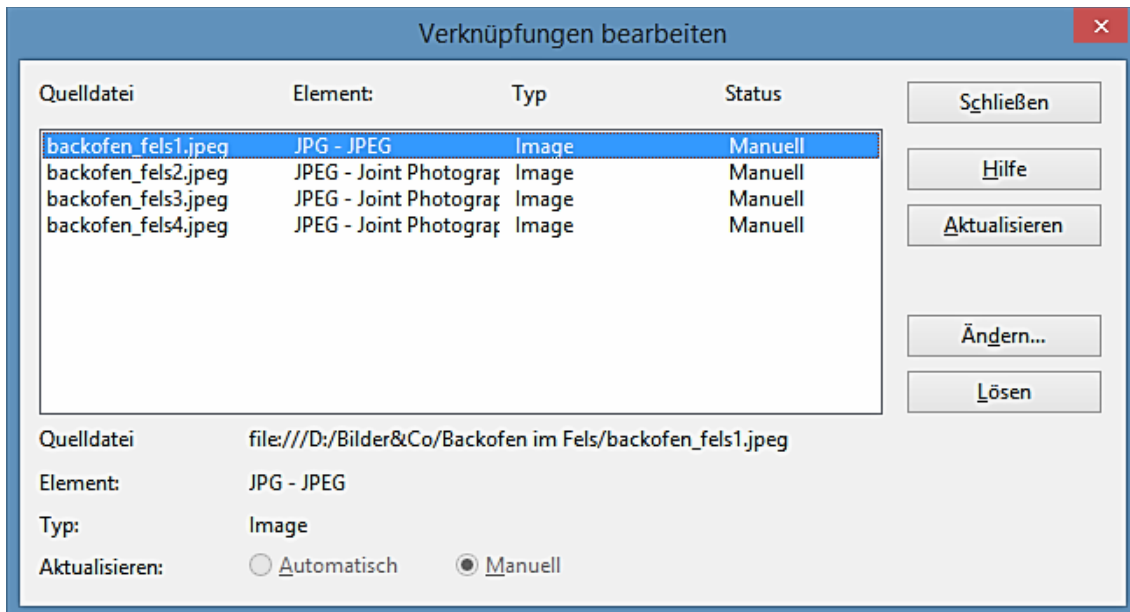 Verknüpfungen bearbeiten
Quelldatei Element: Typ Status
Schließen
backofen_fels1.jpeg JPG - JPEG Image Manuell
backofen_fels2.jpeg JPEG - Joint Photograp Image Manuell
backofen_fels3.jpeg JPEG - Joint Photograp Image Manuell
backofen_fels4.jpeg JPEG - Joint Photograp Image Manuell
Hilfe
Aktualisieren
Ändern...
Lösen
Quelldatei file:///D:/Bilder&Co/Backofen im Fels/backofen_fels1.jpeg
Element: JPG - JPEG
Typ: Image
Aktualisieren: Automatisch Manuell